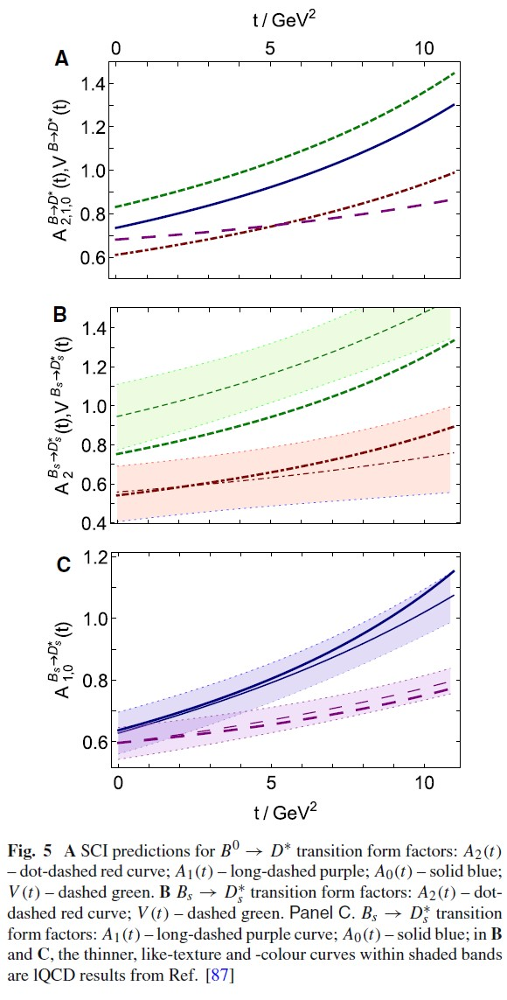 t / GeV²
0 5 10
A
1.4
1.2
1.0
0.8
0.6
A₂,₁,₀^{B→D*}(t),V^{B→D*}(t)
B
1.4
1.2
1.0
0.8
0.6
0.4
A₂^{Bₛ→Dₛ*}(t),V^{Bₛ→Dₛ*}(t)
C
1.2
1.0
0.8
0.6
A₁,₀^{Bₛ→Dₛ*}(t)
0 5 10
t / GeV²
Fig. 5 A SCI predictions for B⁰ → D* transition form factors: A₂(t)
– dot-dashed red curve; A₁(t) – long-dashed purple; A₀(t) – solid blue;
V(t) – dashed green. B Bₛ → Dₛ* transition form factors: A₂(t) – dot-
dashed red curve; V(t) – dashed green. Panel C. Bₛ → Dₛ* transition
form factors: A₁(t) – long-dashed purple curve; A₀(t) – solid blue; in B
and C, the thinner, like-texture and -colour curves within shaded bands
are lQCD results from Ref. [87]